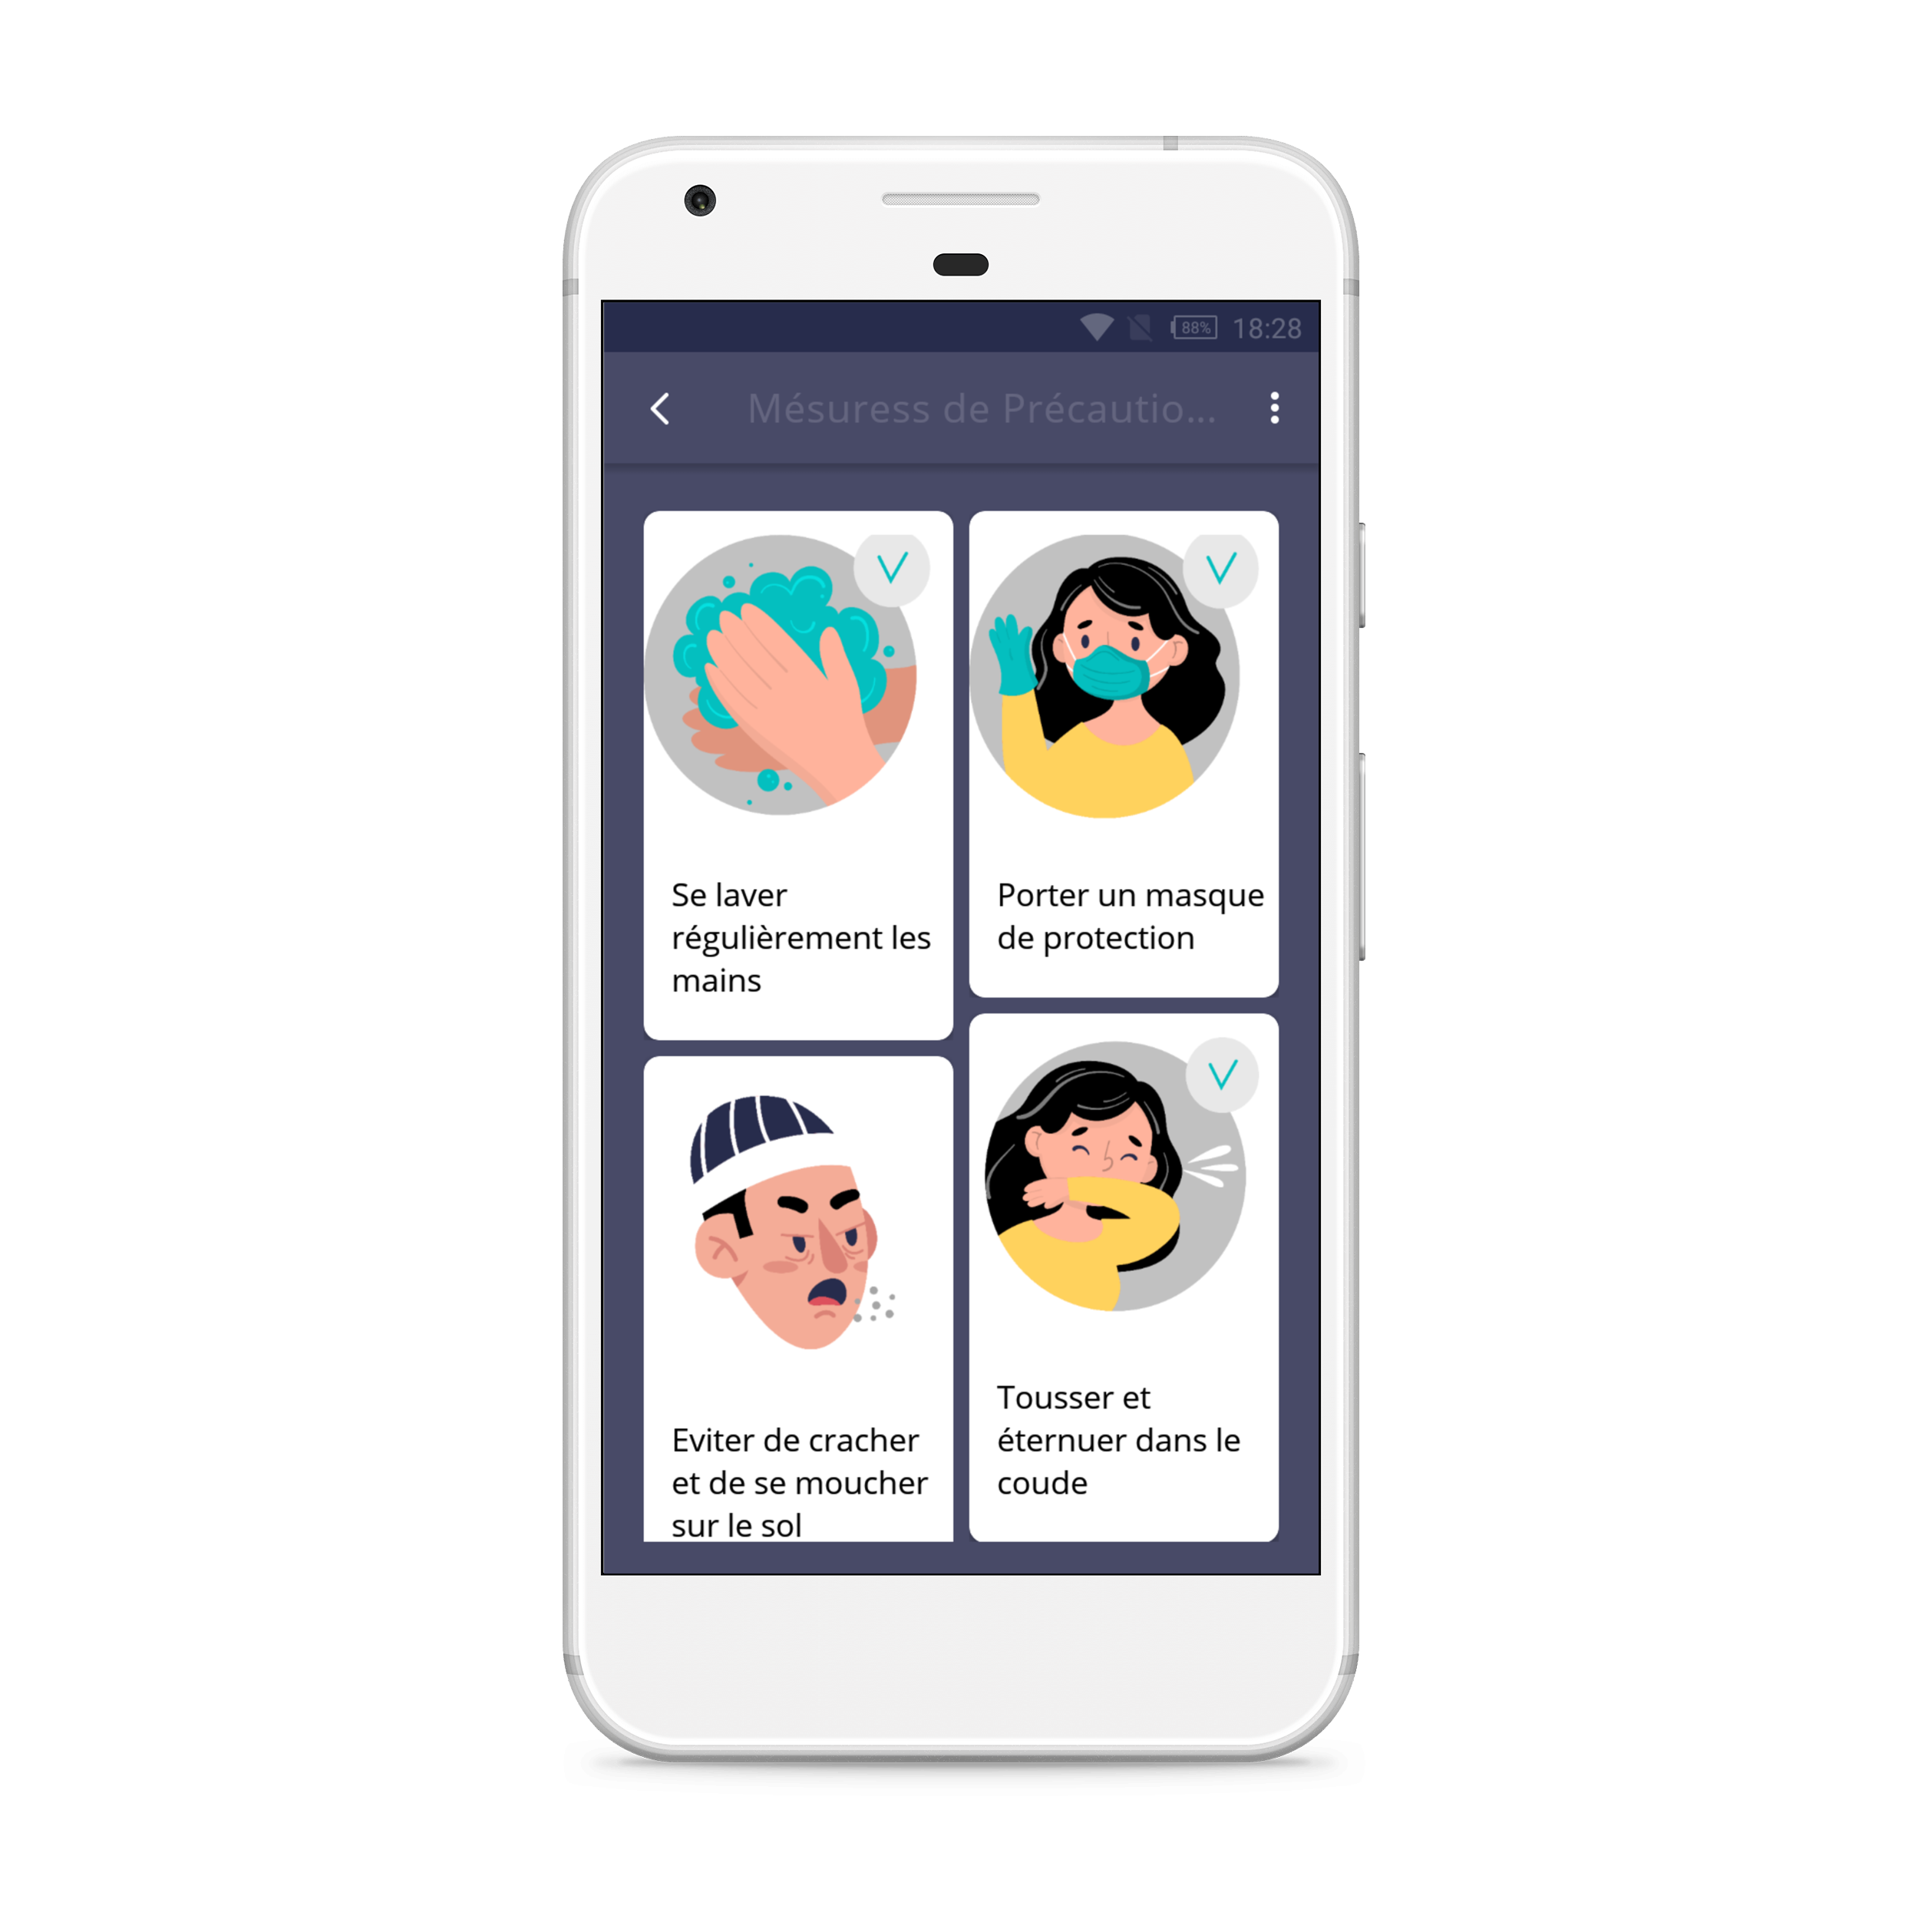 88% 18:28
Mésuress de Précautio...
Se laver
régulièrement les
mains
Porter un masque
de protection
Eviter de cracher
et de se moucher
sur le sol
Tousser et
éternuer dans le
coude